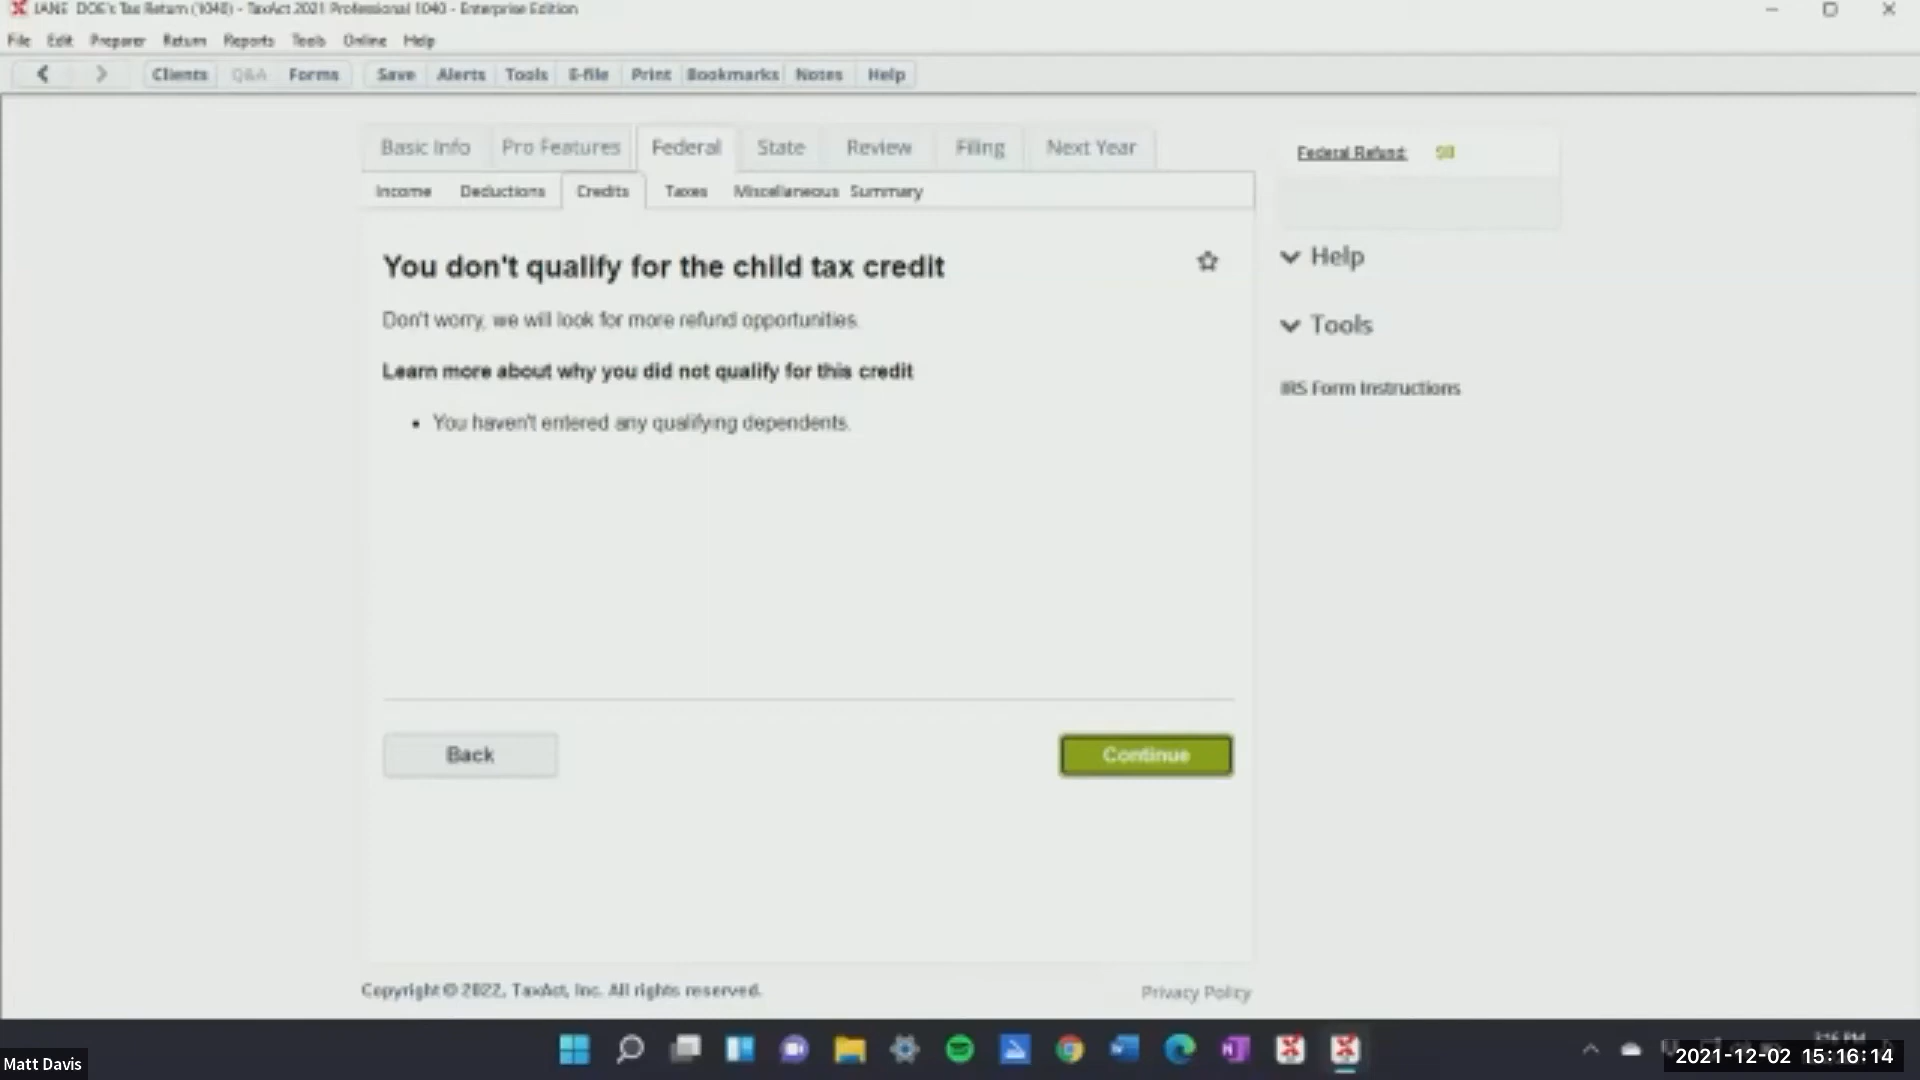 JANE DOE's Tax Return (1040) - TaxAct 2021 Professional 1040 - Enterprise Edition
File Edit Preparer Return Reports Tools Online Help
Clients Q&A Forms Save Alerts Tools E-file Print Bookmarks Notes Help
Basic Info Pro Features Federal State Review Filing Next Year
Federal Refund: $0
Income Deductions Credits Taxes Miscellaneous Summary
You don't qualify for the child tax credit
Help
Don't worry, we will look for more refund opportunities.
Tools
Learn more about why you did not qualify for this credit
IRS Form Instructions
• You haven't entered any qualifying dependents.
Back Continue
Copyright © 2022, TaxAct, Inc. All rights reserved.
Privacy Policy
3:16 PM
Matt Davis
2021-12-02 15:16:14